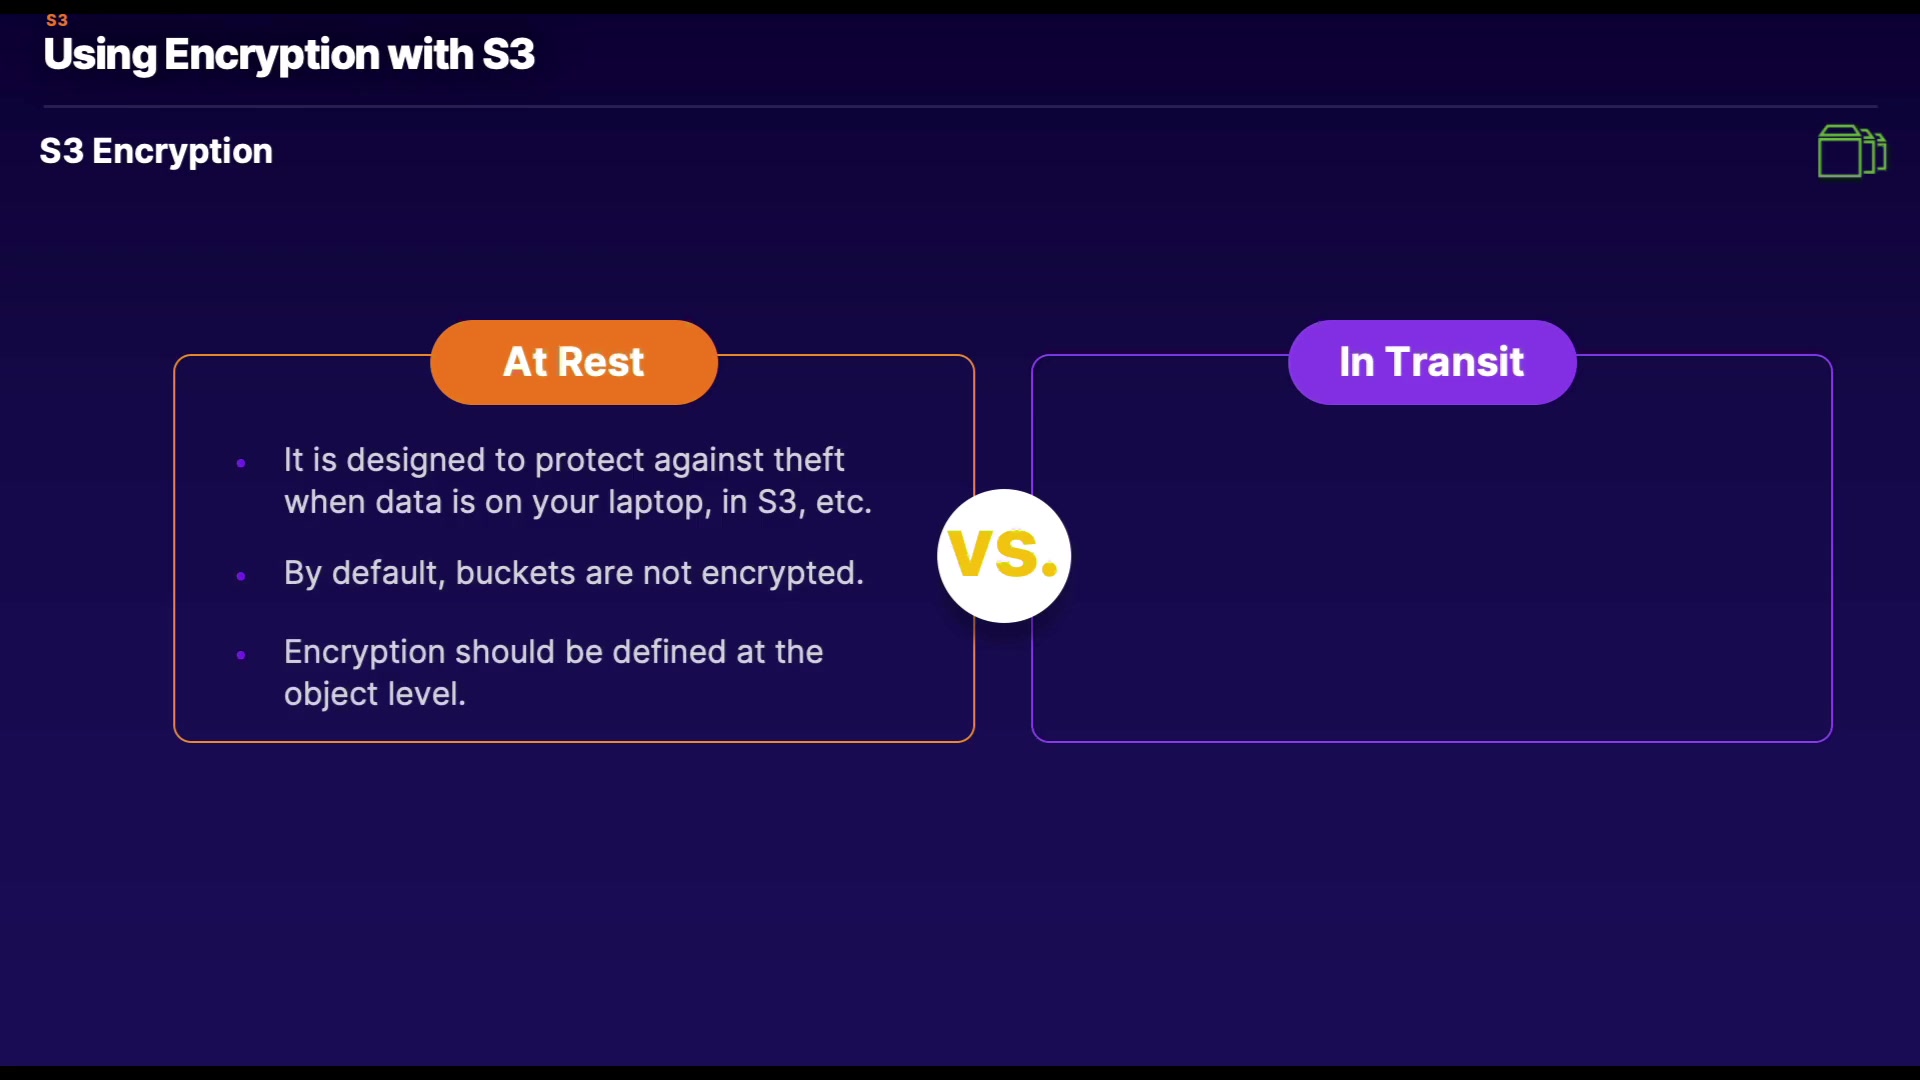 S3
Using Encryption with S3
S3 Encryption
At Rest
It is designed to protect against theft
when data is on your laptop, in S3, etc.
By default, buckets are not encrypted.
Encryption should be defined at the
object level.
vs.
In Transit